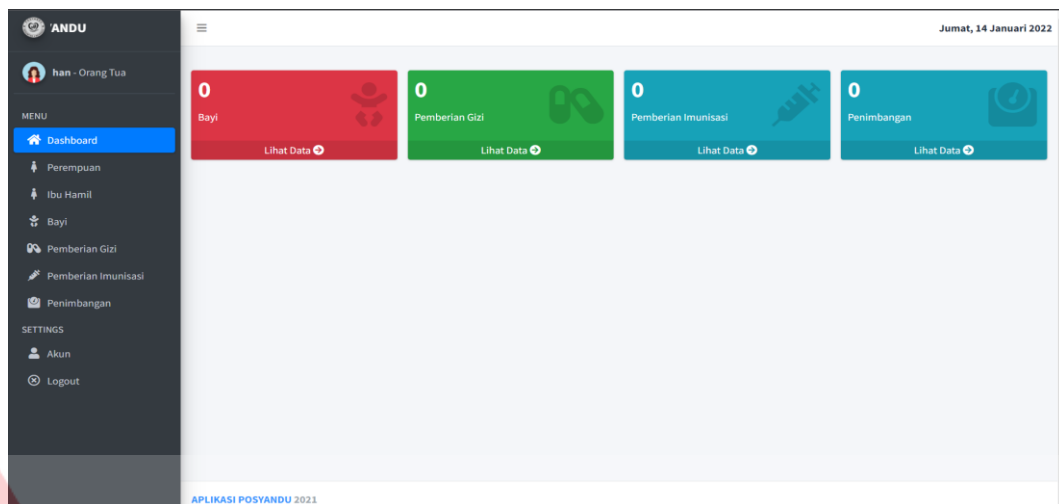 'ANDU
Jumat, 14 Januari 2022
han - Orang Tua
MENU
Dashboard
Perempuan
Ibu Hamil
Bayi
Pemberian Gizi
Pemberian Imunisasi
Penimbangan
SETTINGS
Akun
Logout
0
Bayi
Lihat Data
0
Pemberian Gizi
Lihat Data
0
Pemberian Imunisasi
Lihat Data
0
Penimbangan
Lihat Data
APLIKASI POSYANDU 2021